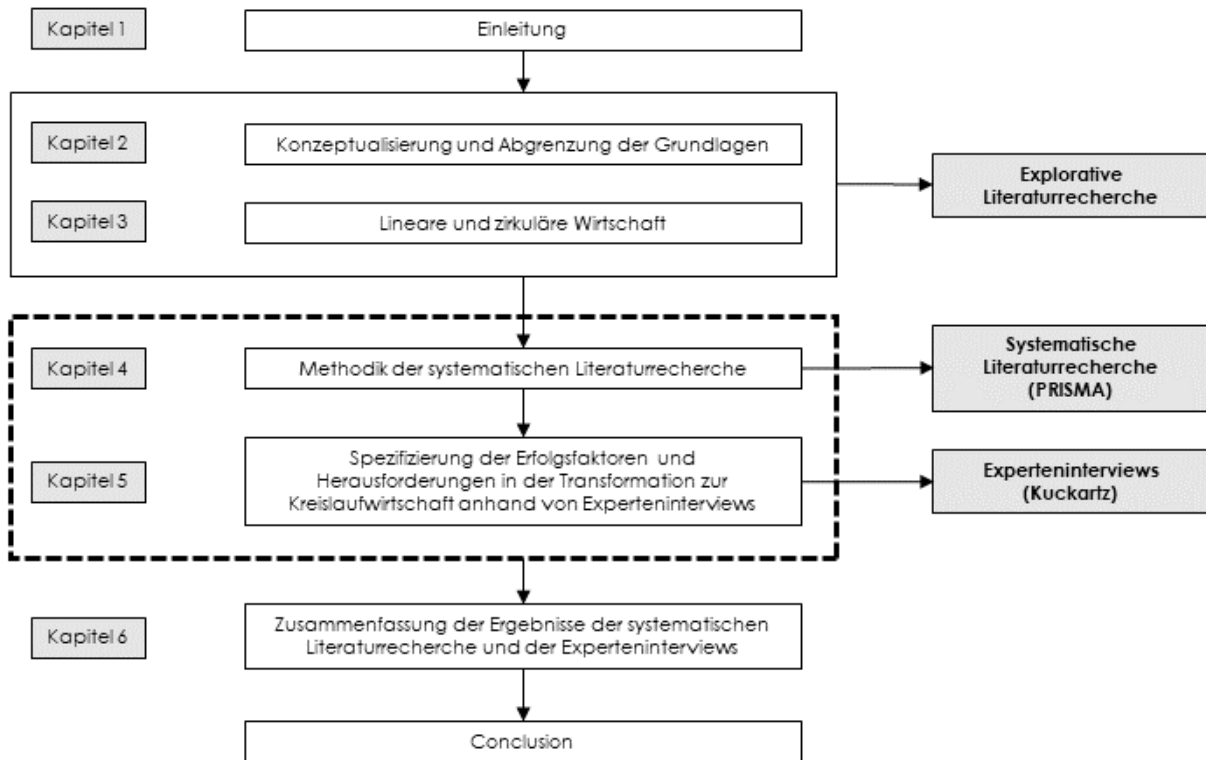 Kapitel 1
Einleitung
Kapitel 2
Konzeptualisierung und Abgrenzung der Grundlagen
Kapitel 3
Lineare und zirkuläre Wirtschaft
Explorative
Literaturrecherche
Kapitel 4
Methodik der systematischen Literaturrecherche
Systematische
Literaturrecherche
(PRISMA)
Kapitel 5
Spezifizierung der Erfolgsfaktoren und
Herausforderungen in der Transformation zur
Kreislaufwirtschaft anhand von Experteninterviews
Experteninterviews
(Kuckartz)
Kapitel 6
Zusammenfassung der Ergebnisse der systematischen
Literaturrecherche und der Experteninterviews
Conclusion